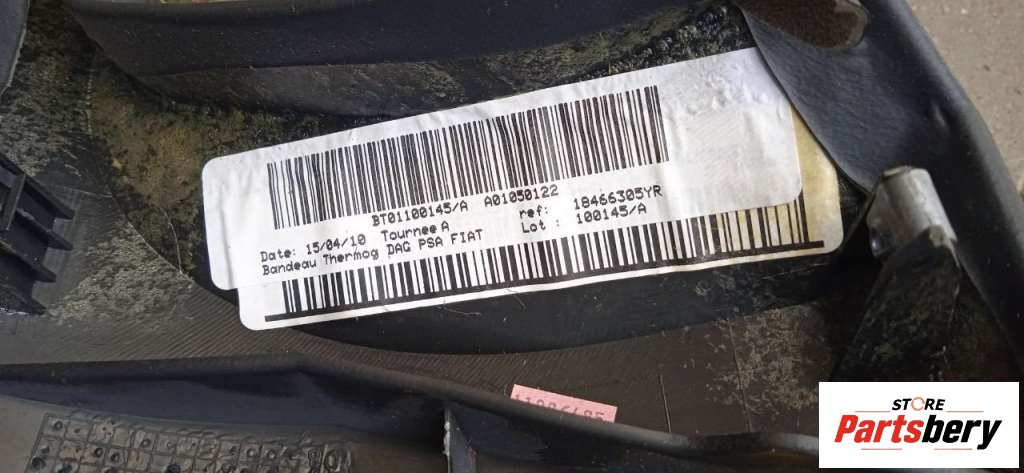 BT01100145/A A01050122
Date: 15/04/10 Tournee A ref: 18466305YR
Bandeau Thermog DAG PSA FIAT Lot : 100145/A
STORE
Partsbery